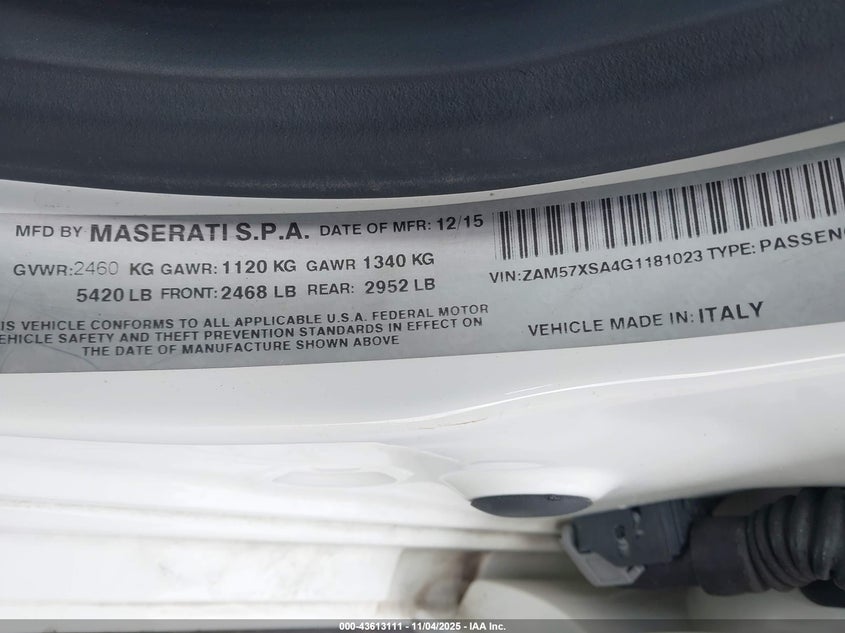 MFD BY MASERATI S.P.A. DATE OF MFR: 12/15
GVWR:2460 KG GAWR: 1120 KG GAWR 1340 KG
5420 LB FRONT: 2468 LB REAR: 2952 LB
IS VEHICLE CONFORMS TO ALL APPLICABLE U.S.A. FEDERAL MOTOR
EHICLE SAFETY AND THEFT PREVENTION STANDARDS IN EFFECT ON
THE DATE OF MANUFACTURE SHOWN ABOVE
VIN: ZAM57XSA4G1181023 TYPE: PASSENG
VEHICLE MADE IN: ITALY
000-43613111 - 11/04/2025 - IAA Inc.